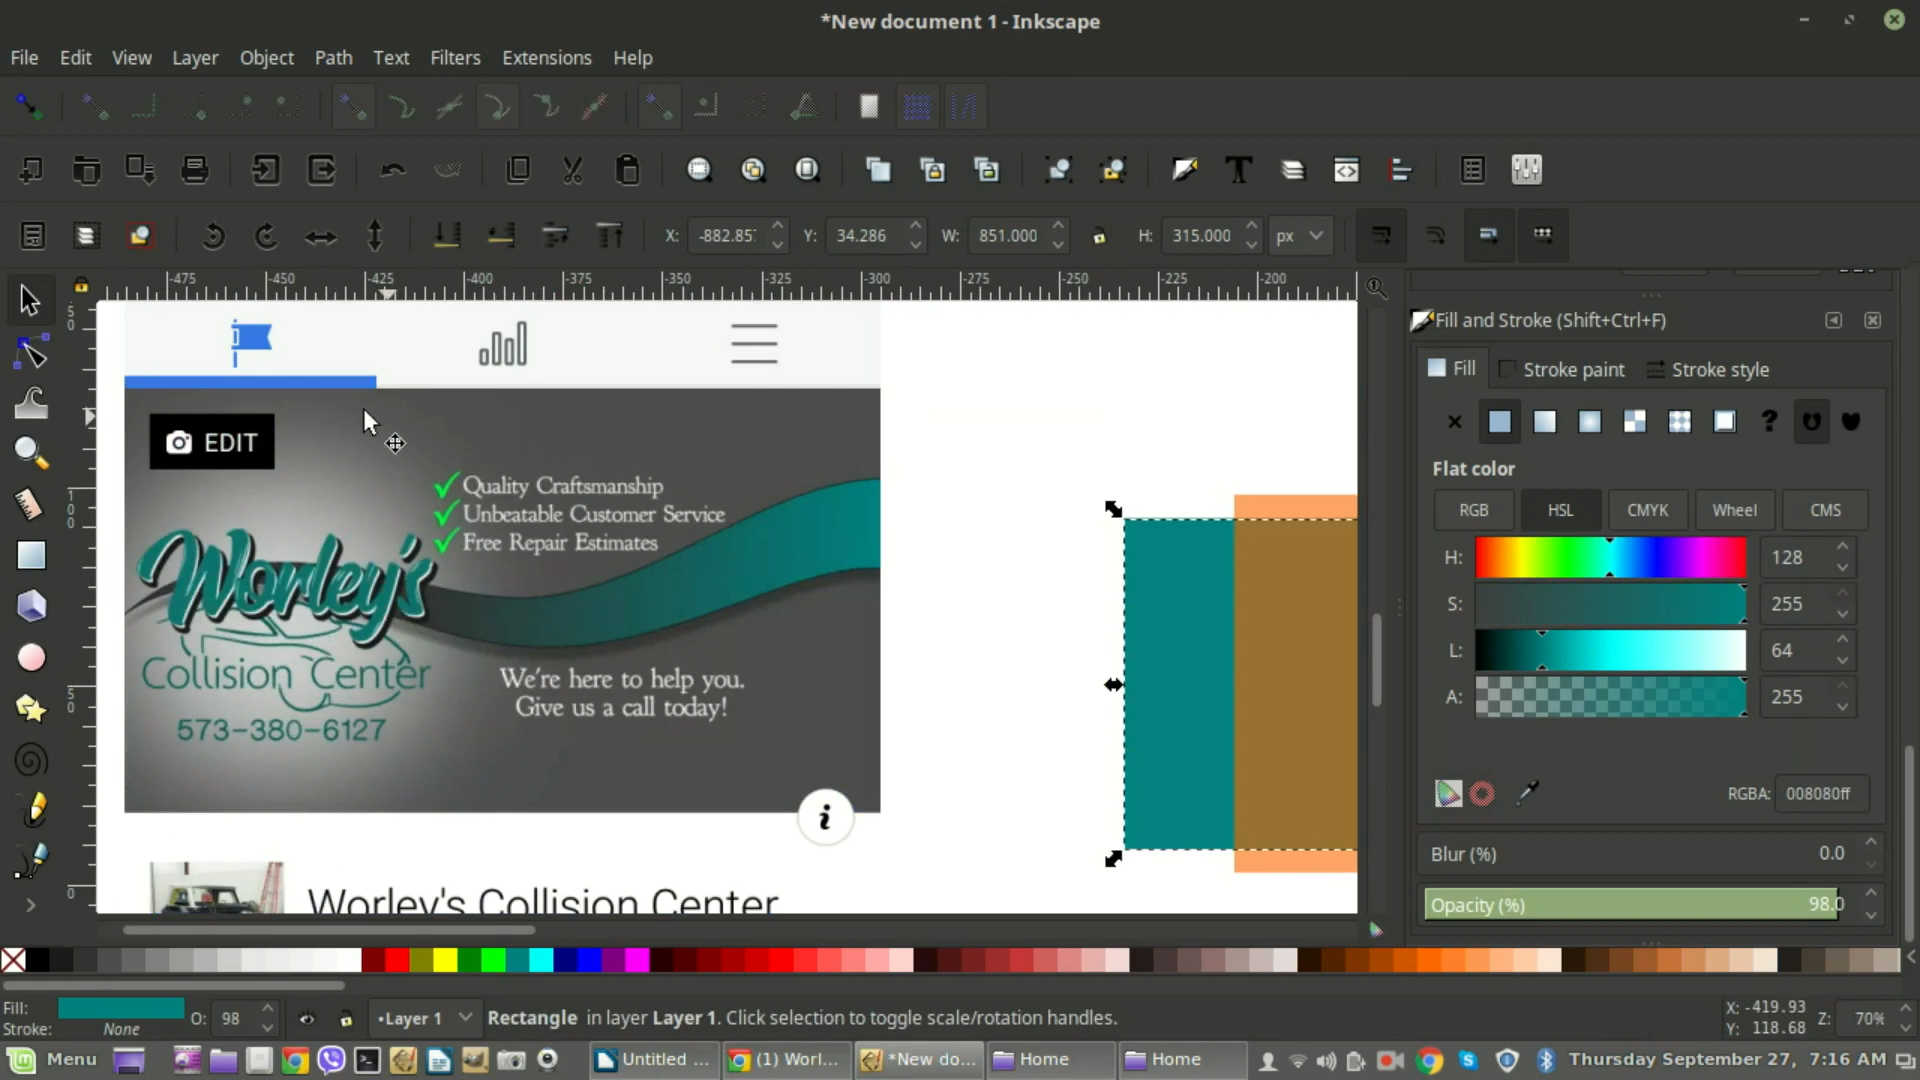 *New document 1 - Inkscape
File Edit View Layer Object Path Text Filters Extensions Help
X: -882.857 Y: 34.286 W: 851.000 H: 315.000 px
-475 -450 -425 -400 -375 -350 -325 -300 -275 -250 -225 -200
Fill and Stroke (Shift+Ctrl+F)
Fill Stroke paint Stroke style
Flat color
RGB HSL CMYK Wheel CMS
H: 128
S: 255
L: 64
A: 255
RGBA: 008080ff
Blur (%) 0.0
Opacity (%) 98.0
EDIT
Quality Craftsmanship
Unbeatable Customer Service
Free Repair Estimates
Worley's
Collision Center
573-380-6127
We're here to help you.
Give us a call today!
i
Worley's Collision Center
Fill:
Stroke: None
O: 98
•Layer 1
Rectangle in layer Layer 1. Click selection to toggle scale/rotation handles.
X: -419.93
Y: 118.68
Z: 70%
Menu
Untitled ...
(1) Worl...
*New do...
Home
Home
Thursday September 27, 7:16 AM